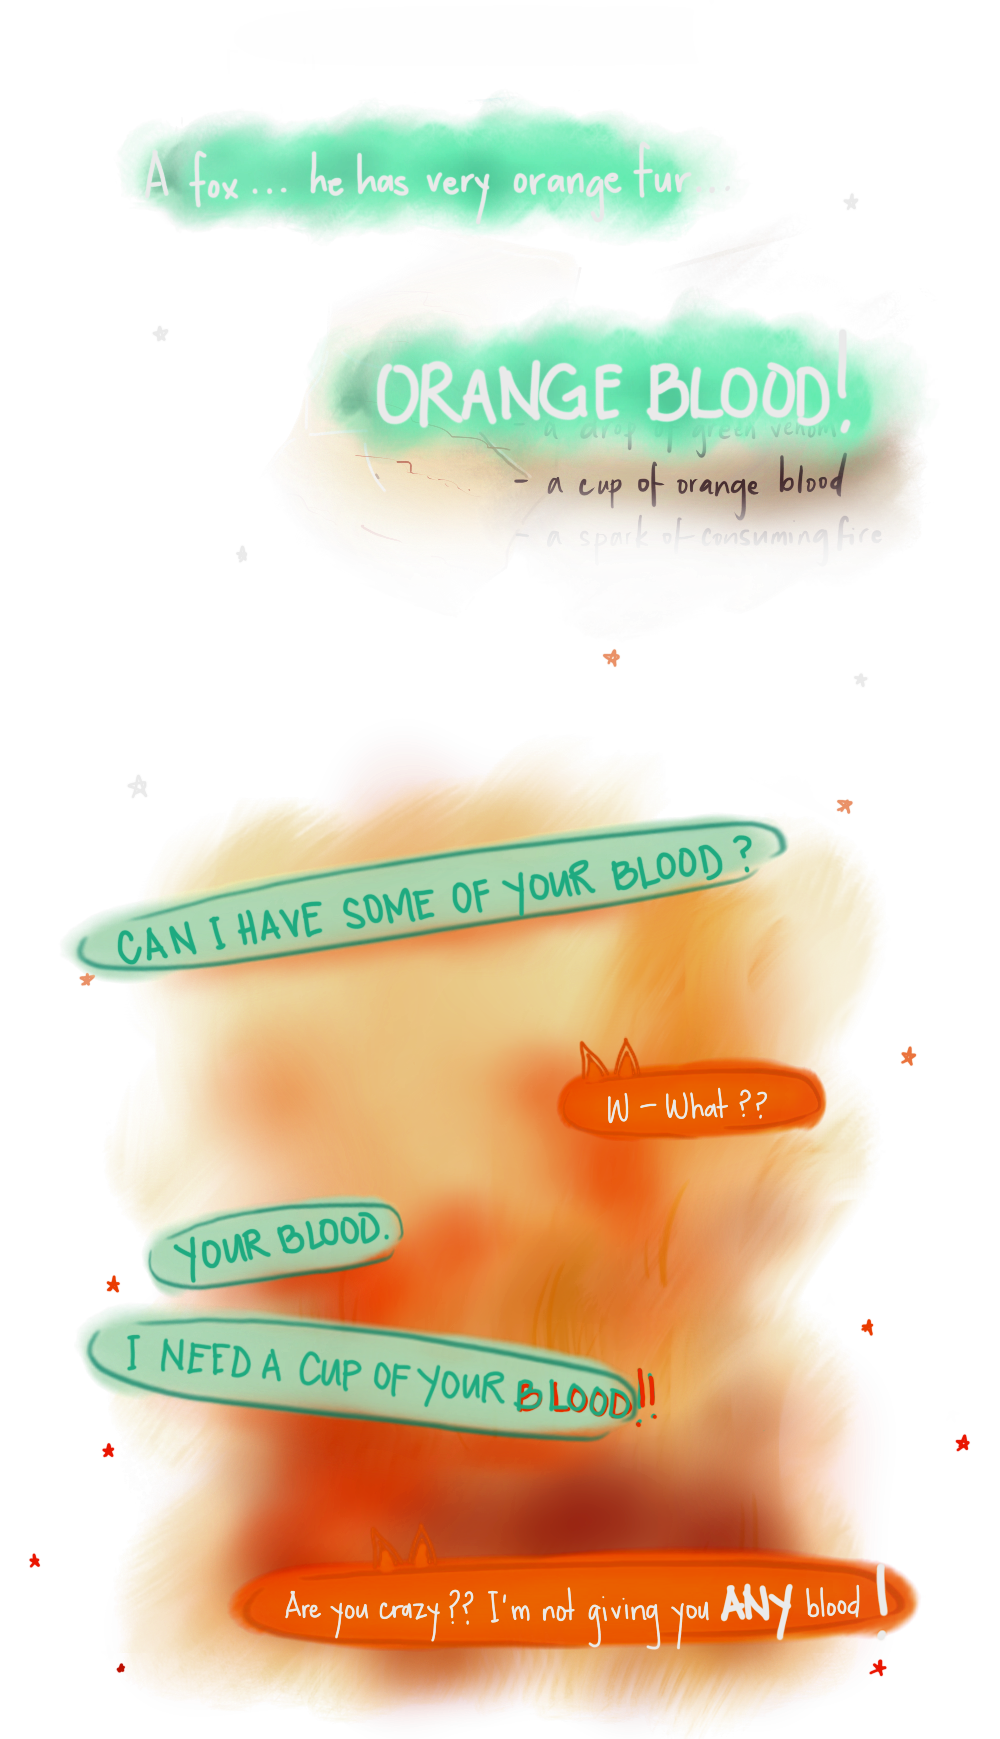 A fox... he has very orange fur...
ORANGE BLOOD!
- a drop of green venom
- a cup of orange blood
- a spark of consuming fire
CAN I HAVE SOME OF YOUR BLOOD?
W - What ??
YOUR BLOOD.
I NEED A CUP OF YOUR BLOOD!!
Are you crazy?? I'm not giving you ANY blood!